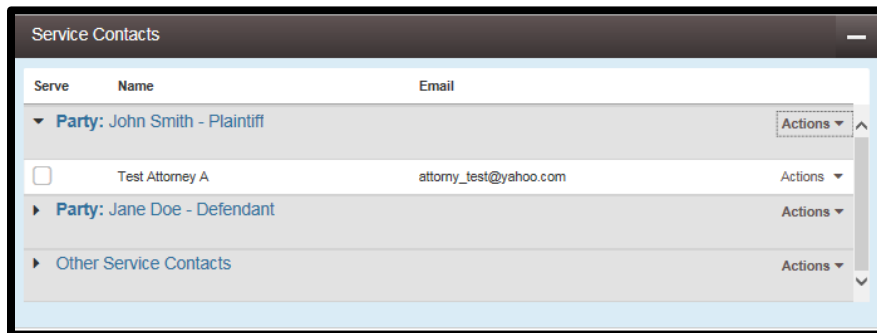 Service Contacts
Serve Name Email
Party: John Smith - Plaintiff Actions
Test Attorney A attorny_test@yahoo.com Actions
Party: Jane Doe - Defendant Actions
Other Service Contacts Actions